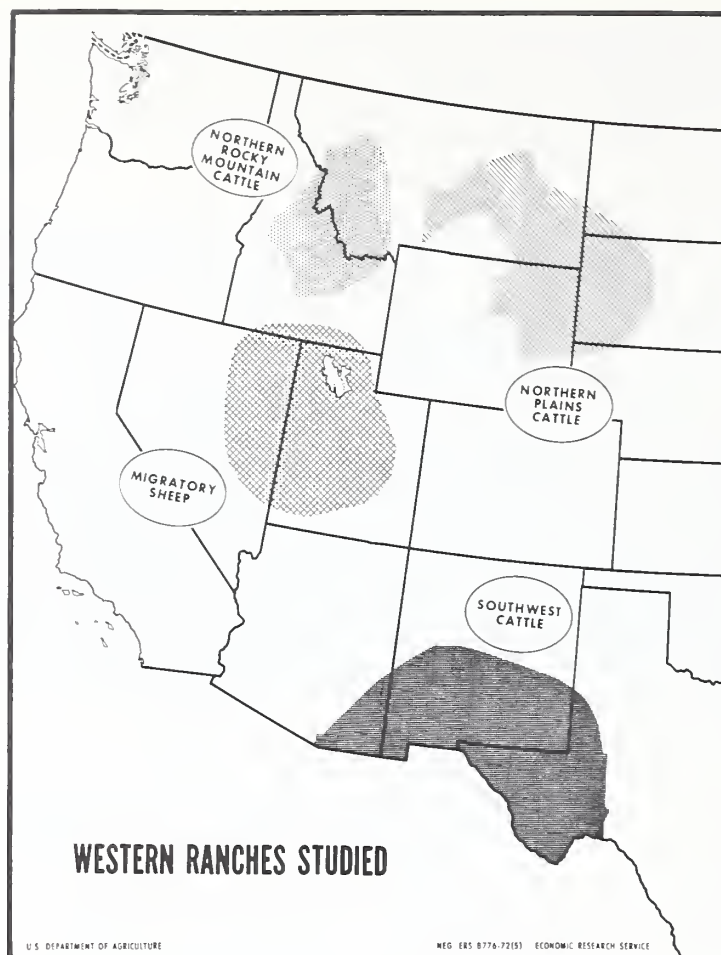 NORTHERN
ROCKY
MOUNTAIN
CATTLE
NORTHERN
PLAINS
CATTLE
MIGRATORY
SHEEP
SOUTHWEST
CATTLE
WESTERN RANCHES STUDIED
U.S. DEPARTMENT OF AGRICULTURE
NEG. ERS 8776-72(5) ECONOMIC RESEARCH SERVICE